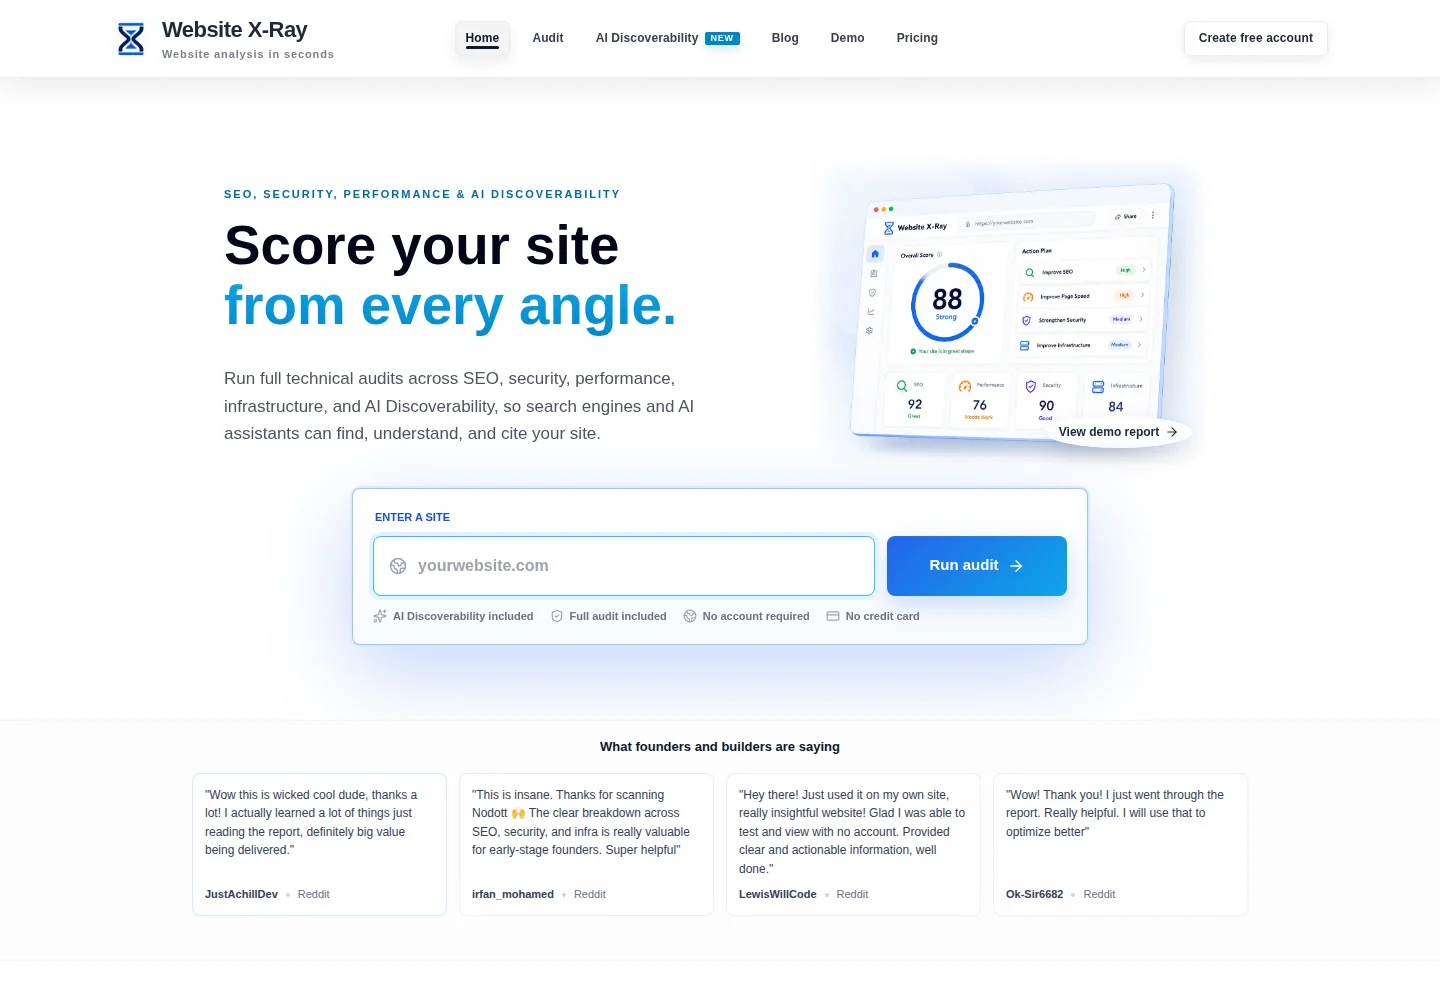 Website X-Ray
Website analysis in seconds
Home
Audit
AI Discoverability NEW
Blog
Demo
Pricing
Create free account
SEO, SECURITY, PERFORMANCE & AI DISCOVERABILITY
Score your site
from every angle.
Run full technical audits across SEO, security, performance,
infrastructure, and AI Discoverability, so search engines and AI
assistants can find, understand, and cite your site.
Website X-Ray
https://yourwebsite.com
Share
Overall Score
88
Strong
Your site is in great shape
Action Plan
Improve SEO High
Improve Page Speed High
Strengthen Security Medium
Improve Infrastructure Medium
SEO
92
Great
Performance
76
Needs Work
Security
90
Good
Infrastructure
84
View demo report
ENTER A SITE
yourwebsite.com
Run audit
AI Discoverability included
Full audit included
No account required
No credit card
What founders and builders are saying
"Wow this is wicked cool dude, thanks a
lot! I actually learned a lot of things just
reading the report, definitely big value
being delivered."
JustAchillDev • Reddit
"This is insane. Thanks for scanning
Nodott 🙌 The clear breakdown across
SEO, security, and infra is really valuable
for early-stage founders. Super helpful"
irfan_mohamed • Reddit
"Hey there! Just used it on my own site,
really insightful website! Glad I was able to
test and view with no account. Provided
clear and actionable information, well
done."
LewisWillCode • Reddit
"Wow! Thank you! I just went through the
report. Really helpful. I will use that to
optimize better"
Ok-Sir6682 • Reddit